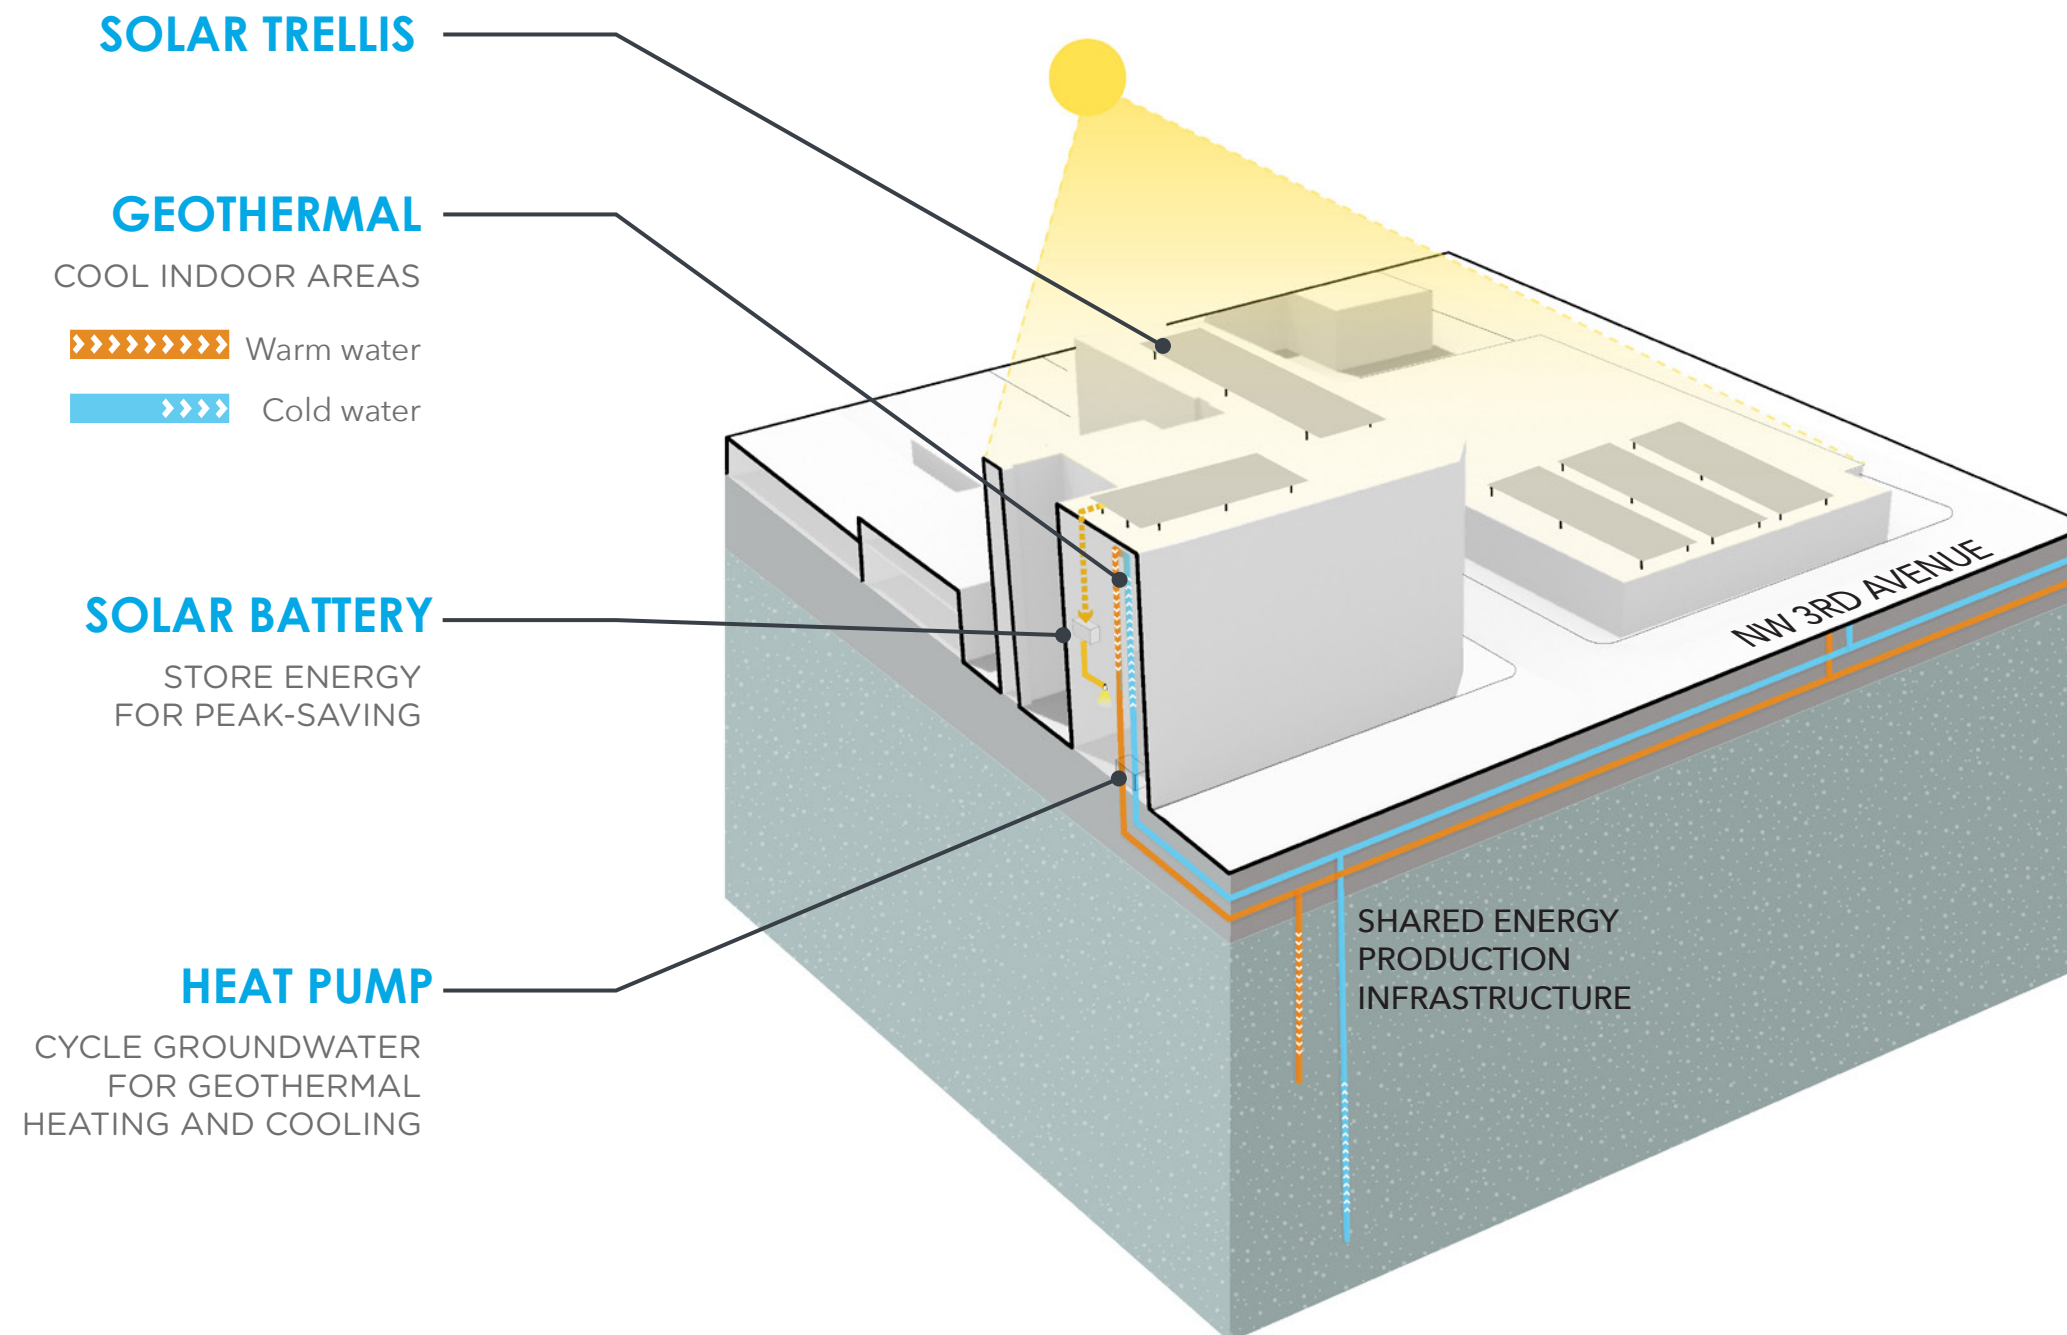 SOLAR TRELLIS
GEOTHERMAL
COOL INDOOR AREAS
Warm water
Cold water
SOLAR BATTERY
STORE ENERGY
FOR PEAK-SAVING
HEAT PUMP
CYCLE GROUNDWATER
FOR GEOTHERMAL
HEATING AND COOLING
NW 3RD AVENUE
SHARED ENERGY
PRODUCTION
INFRASTRUCTURE